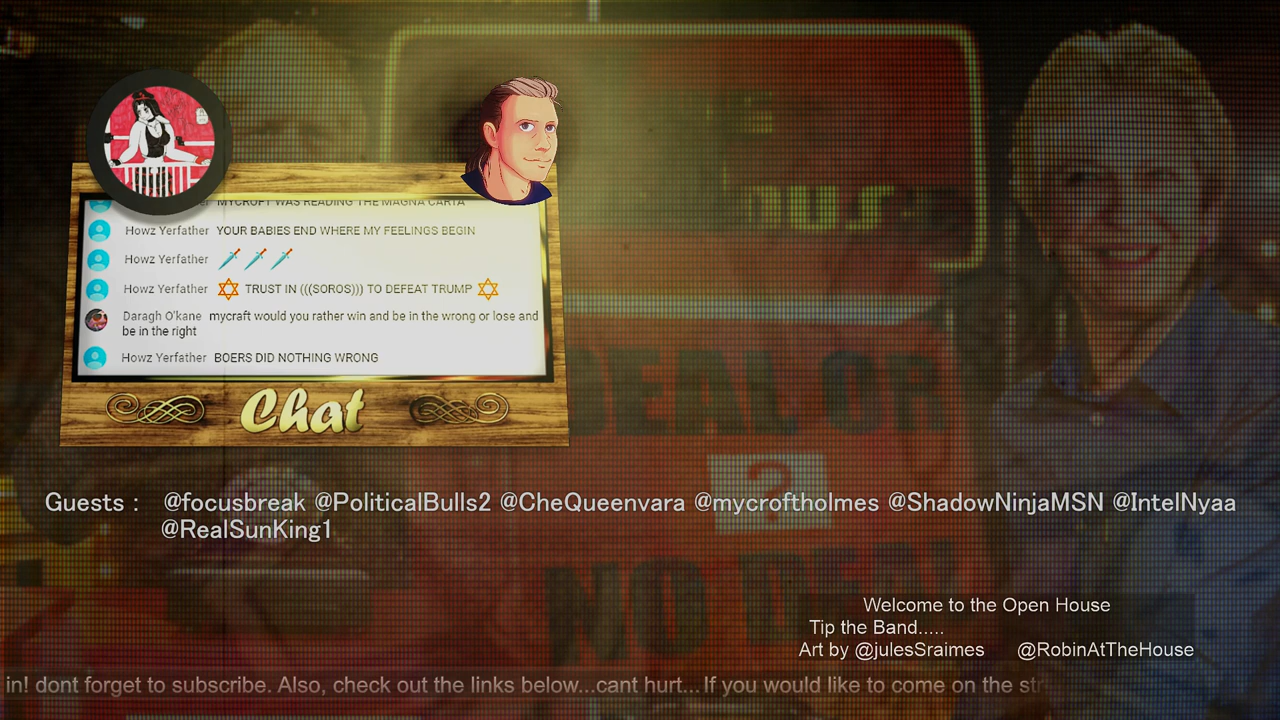 MYCROFT WAS READING THE MAGNA CARTA
Howz Yerfather YOUR BABIES END WHERE MY FEELINGS BEGIN
Howz Yerfather 🗡🗡🗡
Howz Yerfather ✡ TRUST IN (((SOROS))) TO DEFEAT TRUMP ✡
Daragh O'kane mycraft would you rather win and be in the wrong or lose and
be in the right
Howz Yerfather BOERS DID NOTHING WRONG
Chat
DEAL OR
?
NO DEAL
Guests : @focusbreak @PoliticalBulls2 @CheQueenvara @mycroftholmes @ShadowNinjaMSN @IntelNyaa
@RealSunKing1
Welcome to the Open House
Tip the Band.....
Art by @julesSraimes @RobinAtTheHouse
in! dont forget to subscribe. Also, check out the links below...cant hurt... If you would like to come on the str